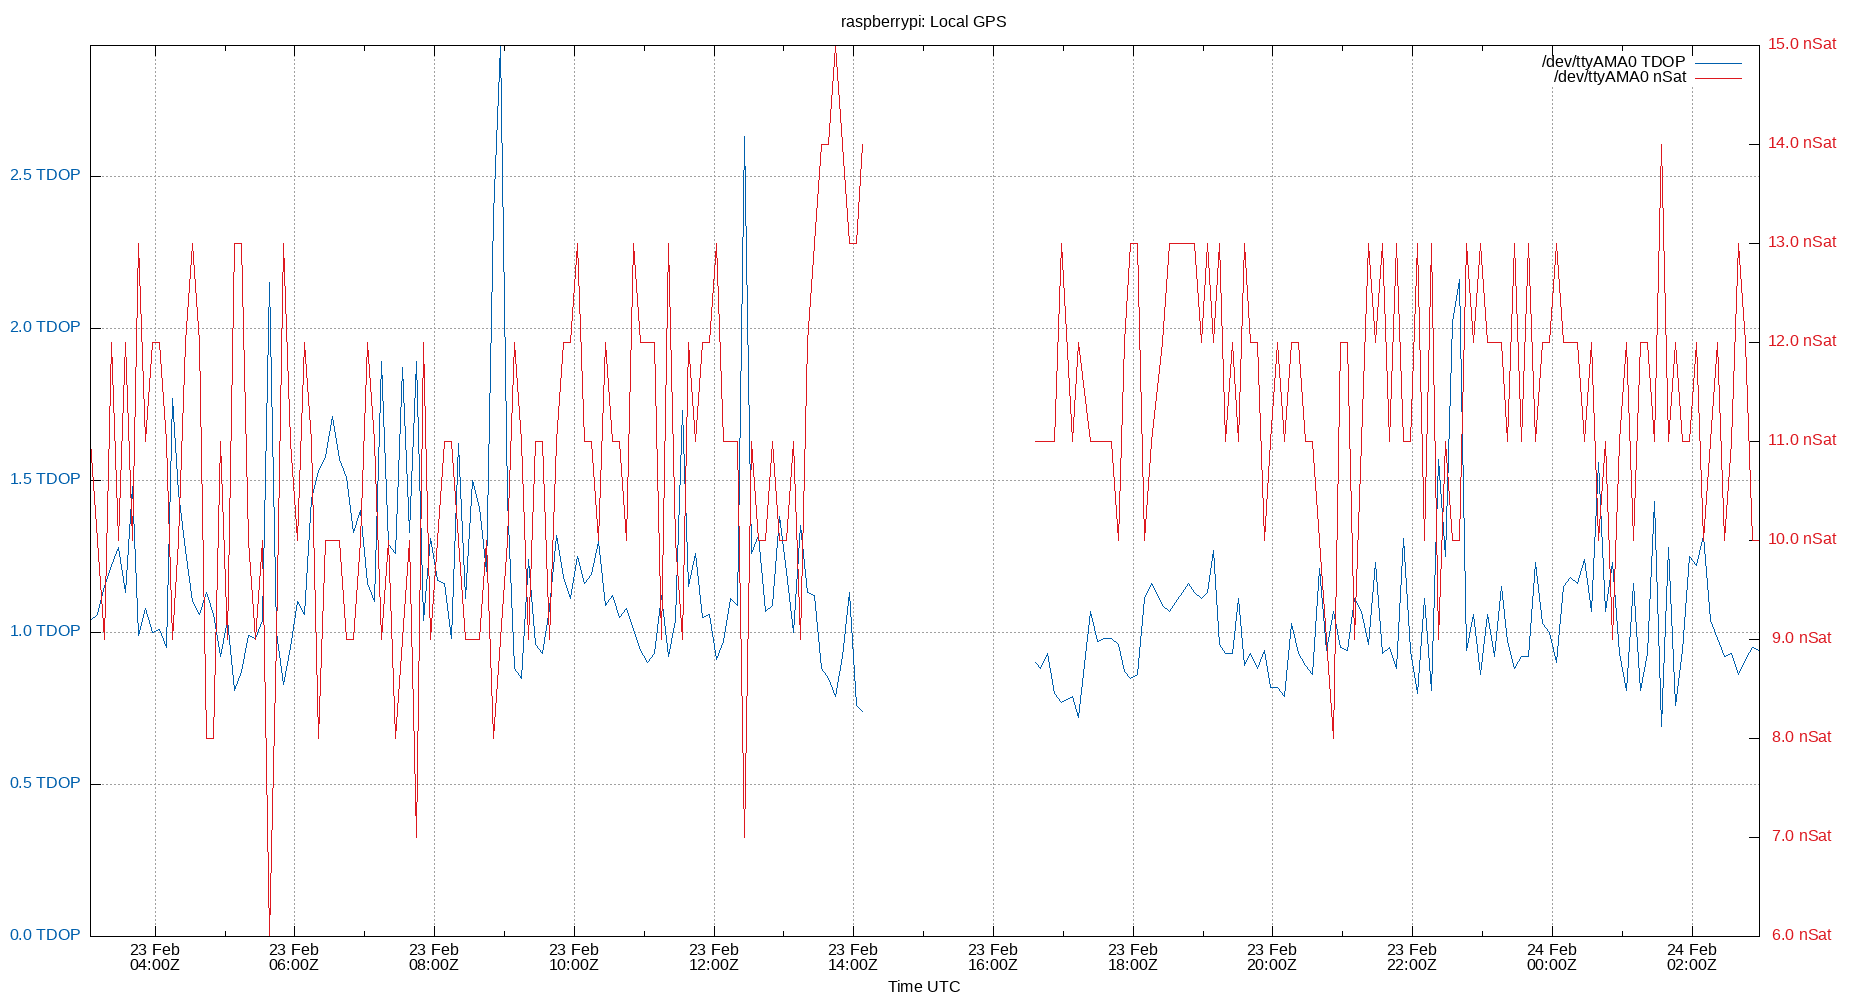 raspberrypi: Local GPS
/dev/ttyAMA0 TDOP
/dev/ttyAMA0 nSat
2.5 TDOP
2.0 TDOP
1.5 TDOP
1.0 TDOP
0.5 TDOP
0.0 TDOP
15.0 nSat
14.0 nSat
13.0 nSat
12.0 nSat
11.0 nSat
10.0 nSat
9.0 nSat
8.0 nSat
7.0 nSat
6.0 nSat
23 Feb 23 Feb 23 Feb 23 Feb 23 Feb 23 Feb 23 Feb 23 Feb 23 Feb 23 Feb 24 Feb 24 Feb
04:00Z 06:00Z 08:00Z 10:00Z 12:00Z 14:00Z 16:00Z 18:00Z 20:00Z 22:00Z 00:00Z 02:00Z
Time UTC